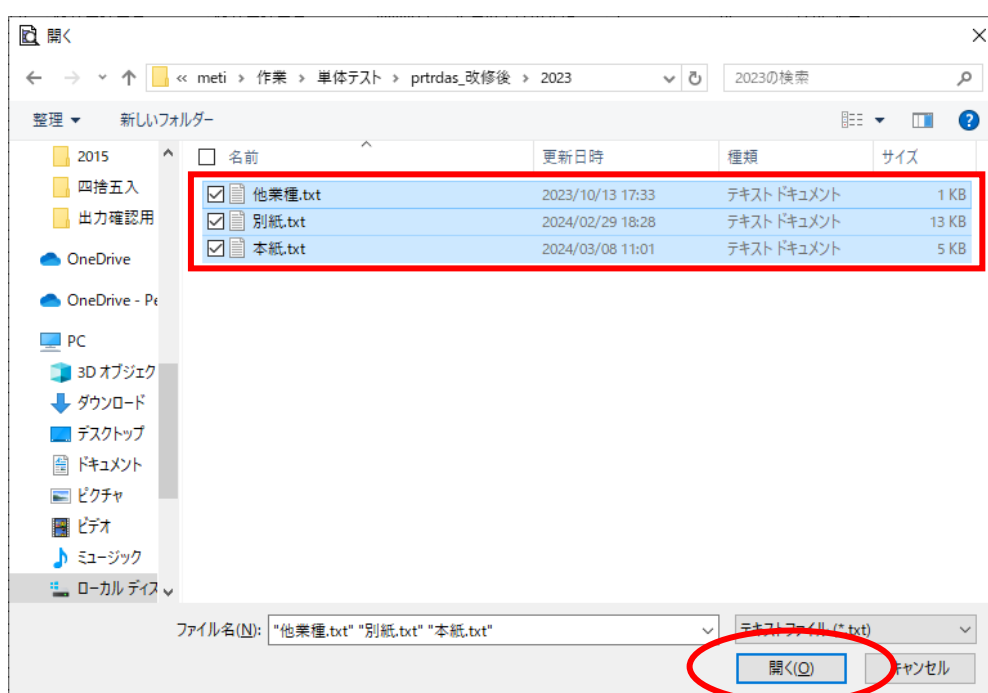 開く
« meti › 作業 › 単体テスト › prtrdas_改修後 › 2023
2023の検索
整理
新しいフォルダー
名前 更新日時 種類 サイズ
2015
四捨五入
出力確認用
OneDrive
OneDrive - Pe
PC
3D オブジェク
ダウンロード
デスクトップ
ドキュメント
ピクチャ
ビデオ
ミュージック
ローカル ディス
他業種.txt 2023/10/13 17:33 テキスト ドキュメント 1 KB
別紙.txt 2024/02/29 18:28 テキスト ドキュメント 13 KB
本紙.txt 2024/03/08 11:01 テキスト ドキュメント 5 KB
ファイル名(N): "他業種.txt" "別紙.txt" "本紙.txt"
テキストファイル (*.txt)
開く(O)
キャンセル